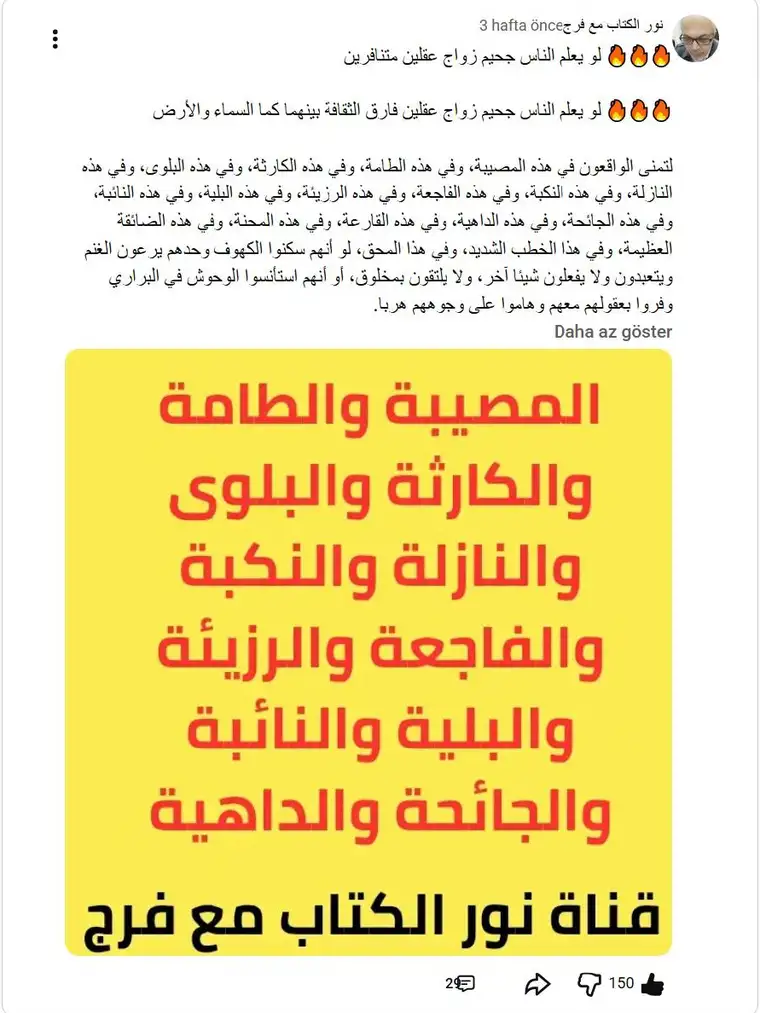 نور الكتاب مع فرج 3 hafta önce
🔥🔥🔥 لو يعلم الناس جحيم زواج عقلين متنافرين
🔥🔥🔥 لو يعلم الناس جحيم زواج عقلين فارق الثقافة بينهما كما السماء والأرض
لتمنى الواقعون في هذه المصيبة، وفي هذه الطامة، وفي هذه الكارثة، وفي هذه البلوى، وفي هذه
النازلة، وفي هذه النكبة، وفي هذه الفاجعة، وفي هذه الرزيئة، وفي هذه البلية، وفي هذه النائبة،
وفي هذه الجائحة، وفي هذه الداهية، وفي هذه القارعة، وفي هذه المحنة، وفي هذه الضائقة
العظيمة، وفي هذا الخطب الشديد، وفي هذا المحق، لو أنهم سكنوا الكهوف وحدهم يرعون الغنم
ويتعبدون ولا يفعلون شيئا آخر، ولا يلتقون بمخلوق، أو أنهم استأنسوا الوحوش في البراري
وفروا بعقولهم معهم وهاموا على وجوههم هربا.
Daha az göster
المصيبة والطامة
والكارثة والبلوى
والنازلة والنكبة
والفاجعة والرزيئة
والبلية والنائبة
والجائحة والداهية
قناة نور الكتاب مع فرج
150 29